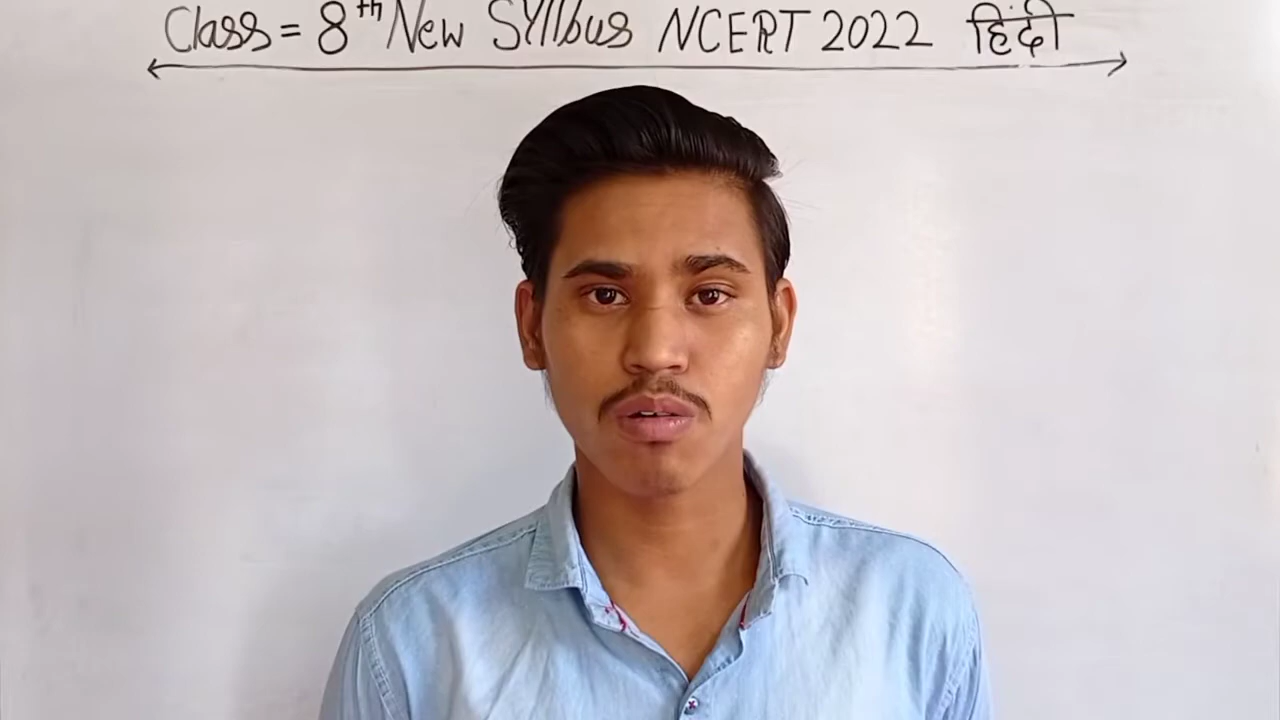 Class = 8th New Syllbus NCERT 2022 हिंदी